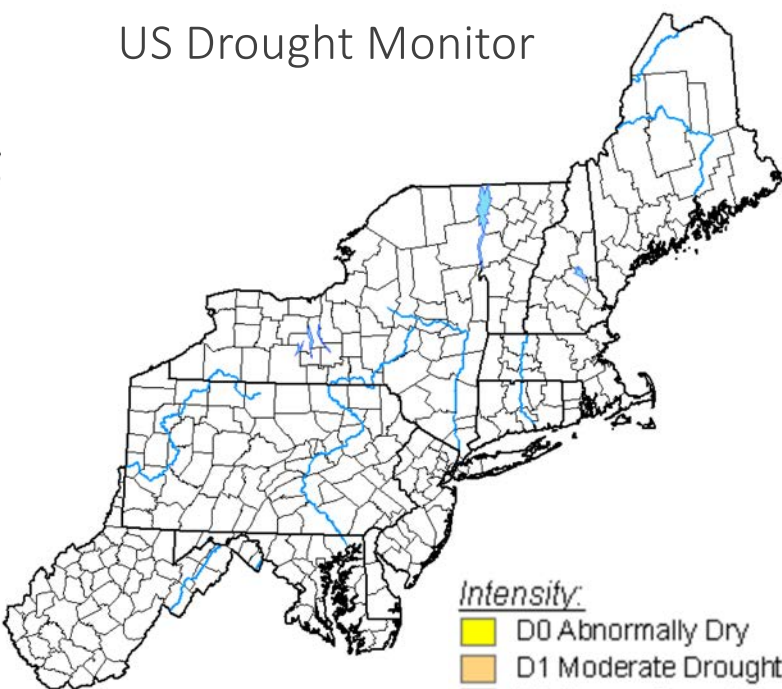 US Drought Monitor
Intensity:
D0 Abnormally Dry
D1 Moderate Drought